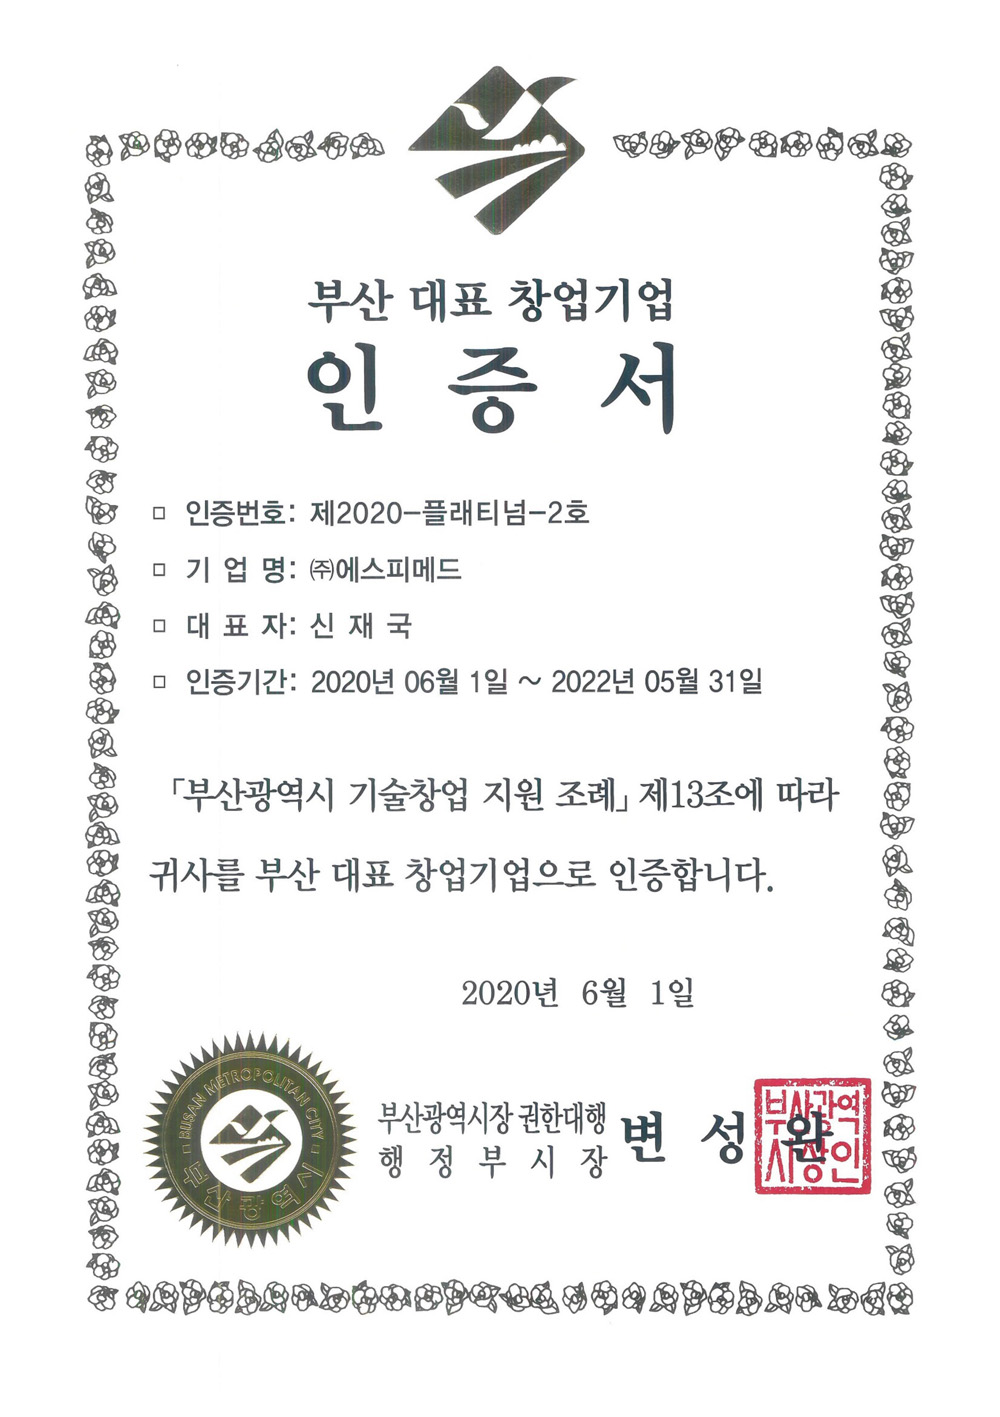 부산 대표 창업기업
인 증 서
□ 인증번호: 제2020-플래티넘-2호
□ 기 업 명: ㈜에스피메드
□ 대 표 자: 신 재 국
□ 인증기간: 2020년 06월 1일 ~ 2022년 05월 31일
「부산광역시 기술창업 지원 조례」 제13조에 따라
귀사를 부산 대표 창업기업으로 인증합니다.
2020년 6월 1일
BUSAN METROPOLITAN CITY
부산광역시
부산광역시장 권한대행
행 정 부 시 장
변 성 완
부산광역
시장인